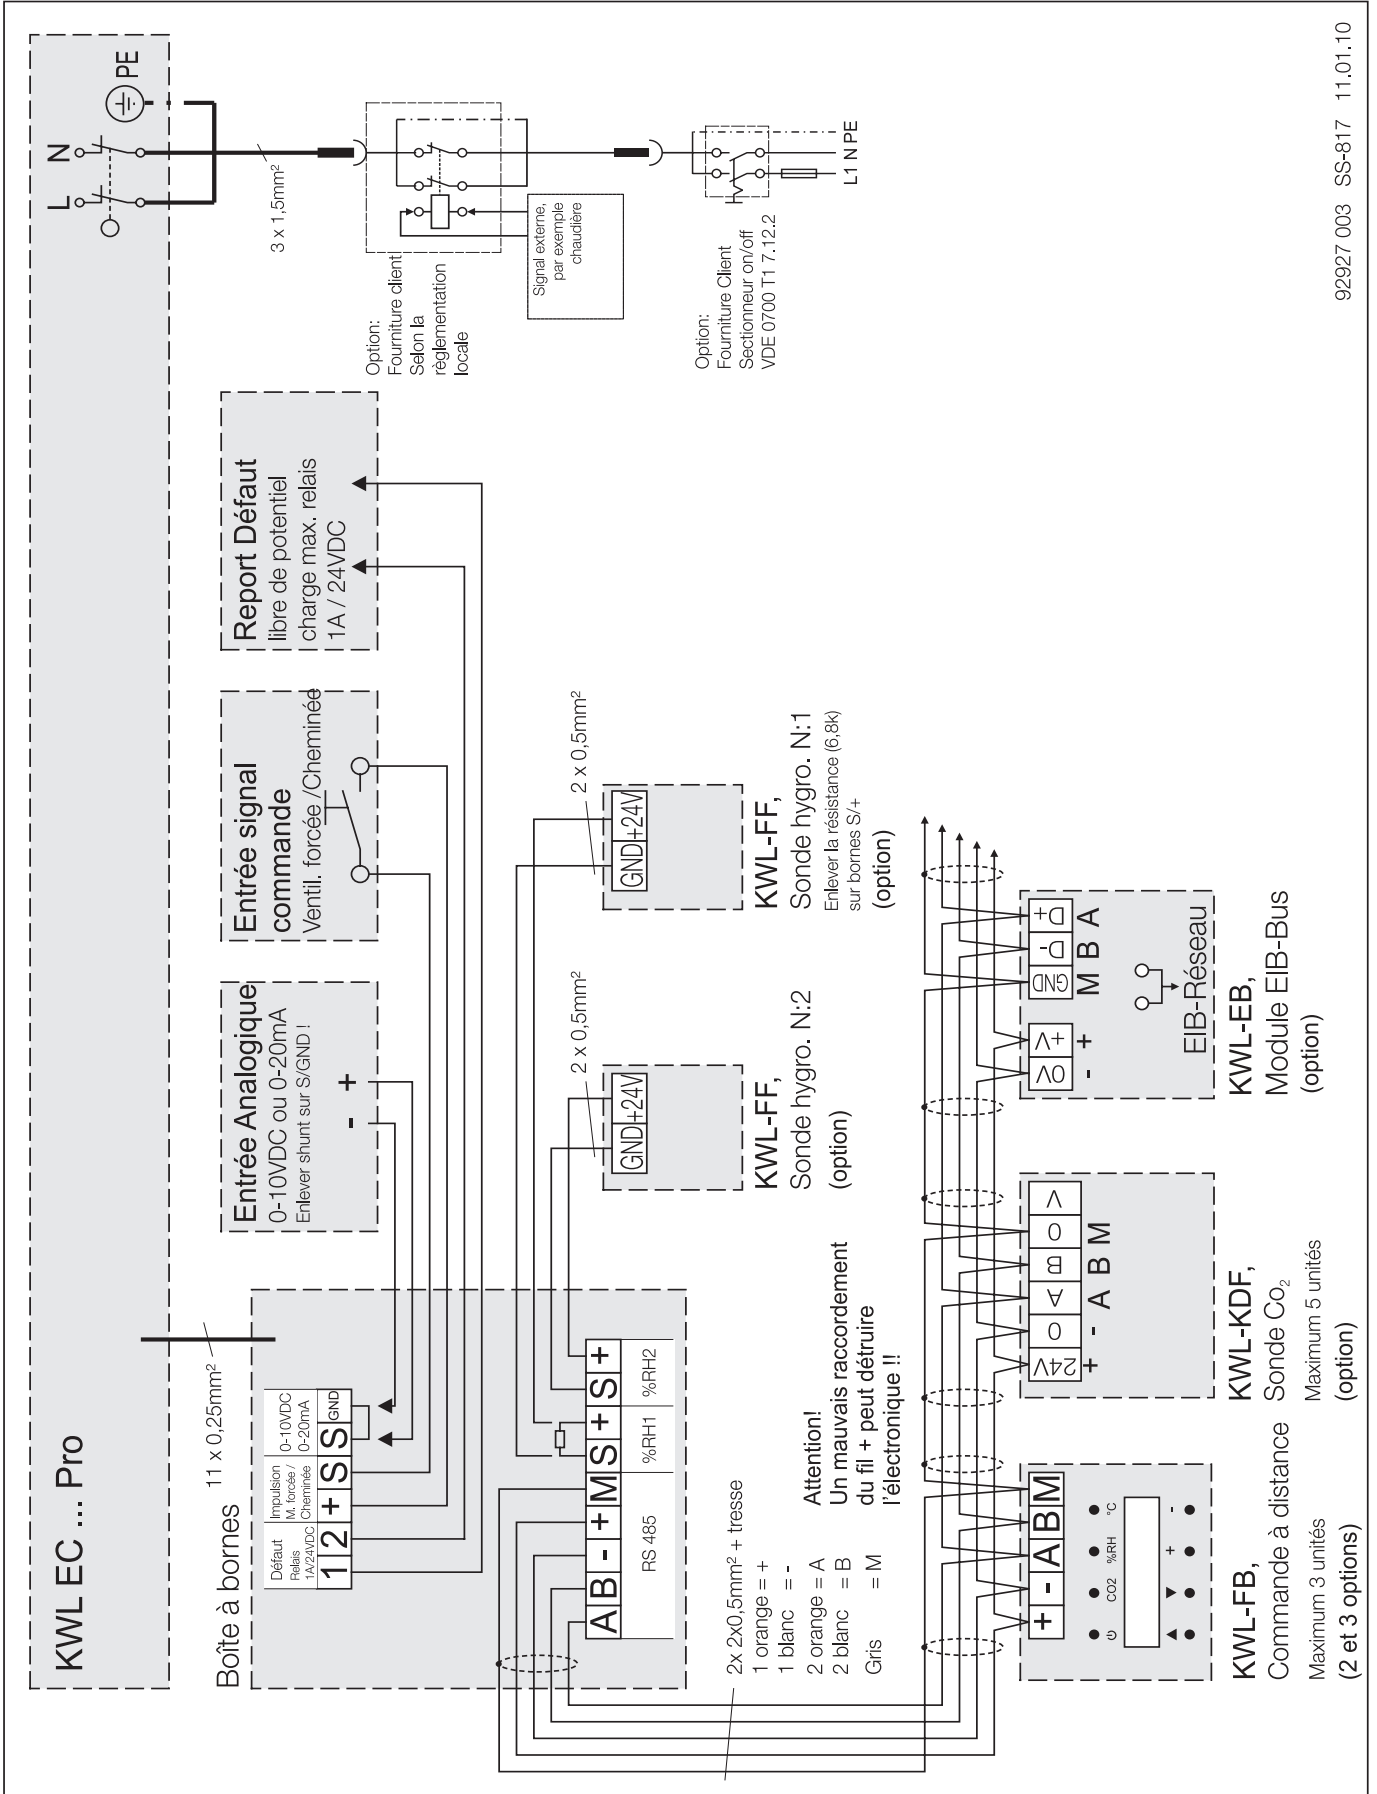 KWL EC ... Pro
L
N
PE
3 x 1,5mm²
Option:
Fourniture client
Selon la
règlementation
locale
Signal externe,
par exemple
chaudière
Option:
Fourniture Client
Sectionneur on/off
VDE 0700 T1 7.12.2
L1 N PE
11 x 0,25mm²
Boîte à bornes
Défaut
Relais
1A/24VDC
Impulsion
M. forcée /
Cheminée
0-10VDC
0-20mA
1 2 + S S GND
Entrée Analogique
0-10VDC ou 0-20mA
Enlever shunt sur S/GND !
- +
Entrée signal
commande
Ventil. forcée /Cheminée
Report Défaut
libre de potentiel
charge max. relais
1A / 24VDC
A B - + M S + S +
RS 485
%RH1
%RH2
2 x 0,5mm²
GND +24V
KWL-FF,
Sonde hygro. N:2
(option)
2 x 0,5mm²
GND +24V
KWL-FF,
Sonde hygro. N:1
Enlever la résistance (6,8k)
sur bornes S/+
(option)
2x 2x0,5mm² + tresse
1 orange = +
1 blanc = -
2 orange = A
2 blanc = B
Gris = M
Attention!
Un mauvais raccordement
du fil + peut détruire
l'électronique !!
+ - A B M
CO2 %RH °C
+ -
KWL-FB,
Commande à distance
Maximum 3 unités
(2 et 3 options)
24V 0 A B 0 V
+ - A B M
KWL-KDF,
Sonde Co₂
Maximum 5 unités
(option)
0V +V GND D- D+
- + M B A
EIB-Réseau
KWL-EB,
Module EIB-Bus
(option)
92927 003 SS-817 11.01.10